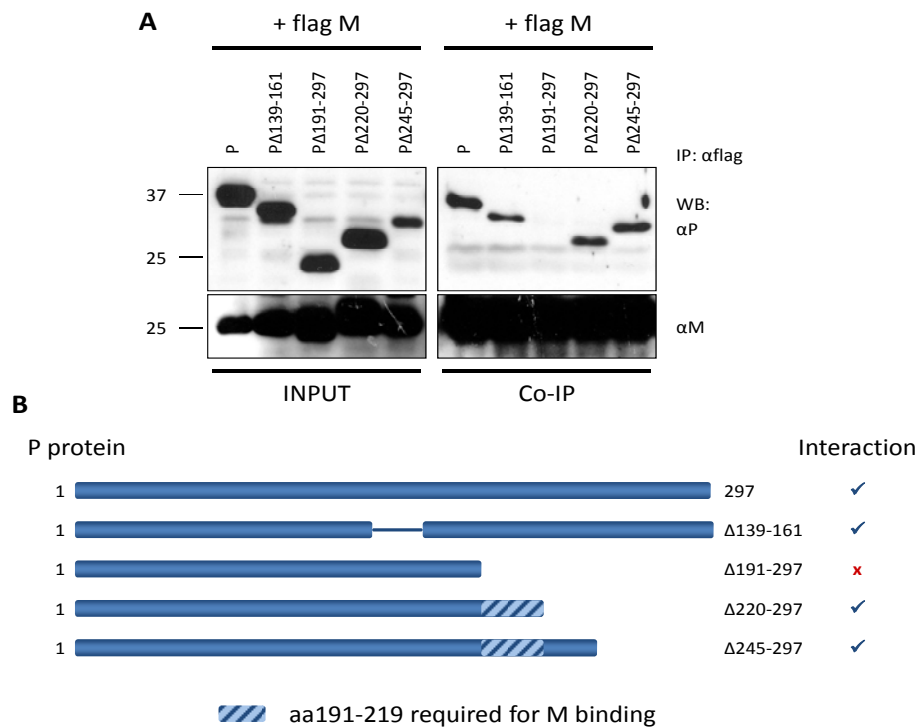 A
+ flag M
+ flag M
P
PΔ139-161
PΔ191-297
PΔ220-297
PΔ245-297
P
PΔ139-161
PΔ191-297
PΔ220-297
PΔ245-297
IP: αflag
37
WB:
αP
25
25
αM
INPUT
Co-IP
B
P protein
Interaction
1
297
✓
1
Δ139-161
✓
1
Δ191-297
x
1
Δ220-297
✓
1
Δ245-297
✓
aa191-219 required for M binding